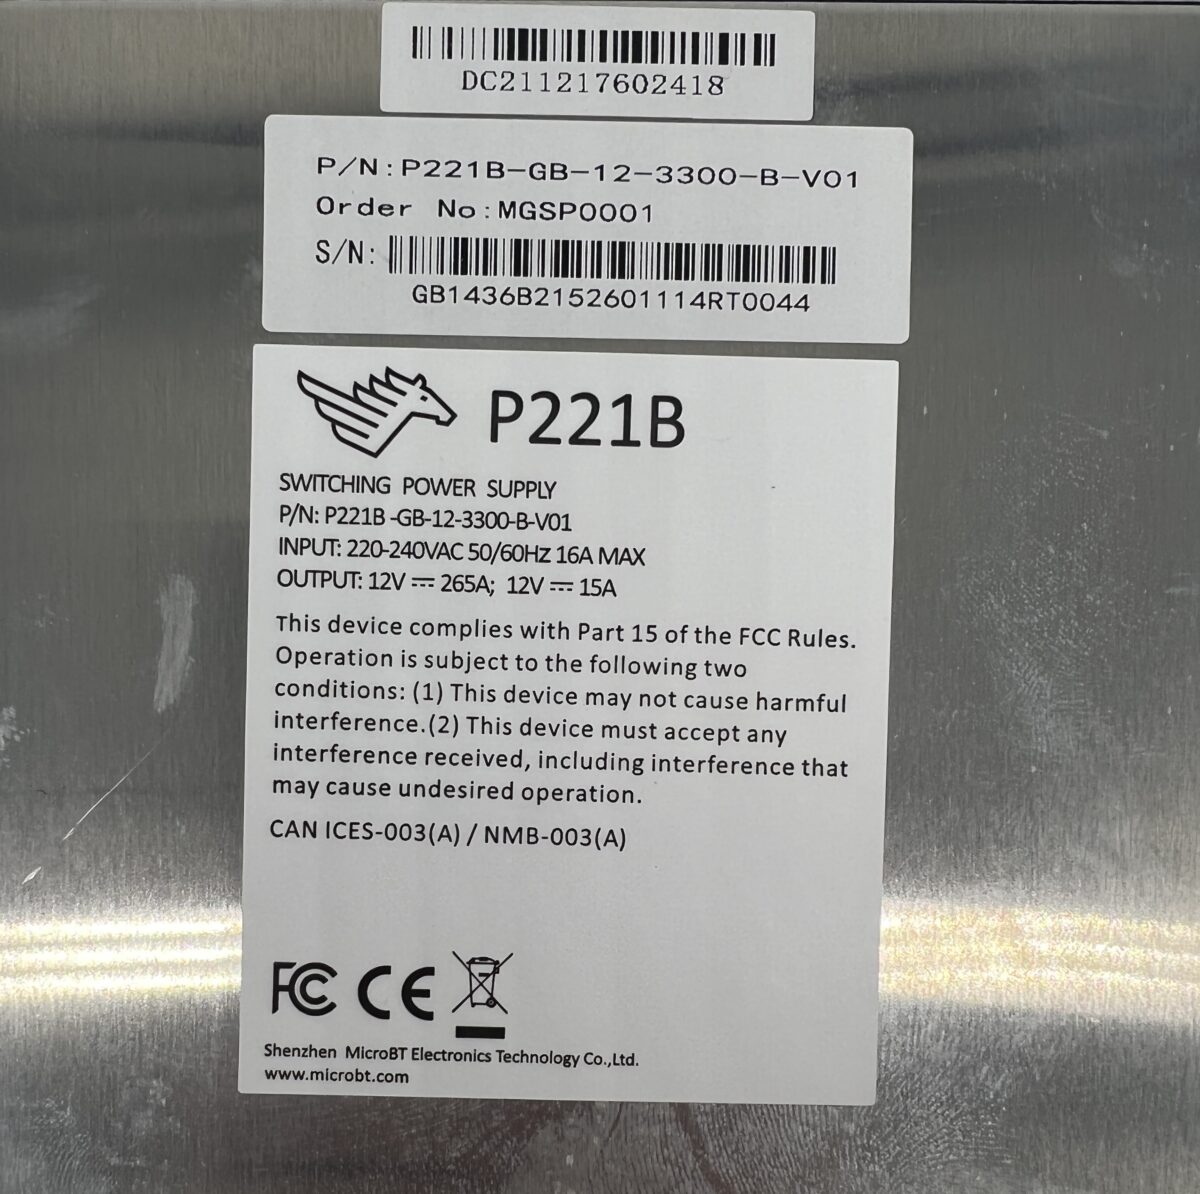 DC211217602418
P/N:P221B-GB-12-3300-B-V01
Order No:MGSP0001
S/N:
GB1436B2152601114RT0044
P221B
SWITCHING POWER SUPPLY
P/N: P221B -GB-12-3300-B-V01
INPUT: 220-240VAC 50/60Hz 16A MAX
OUTPUT: 12V ⎓ 265A; 12V ⎓ 15A
This device complies with Part 15 of the FCC Rules.
Operation is subject to the following two
conditions: (1) This device may not cause harmful
interference.(2) This device must accept any
interference received, including interference that
may cause undesired operation.
CAN ICES-003(A) / NMB-003(A)
FC CE
Shenzhen MicroBT Electronics Technology Co.,Ltd.
www.microbt.com